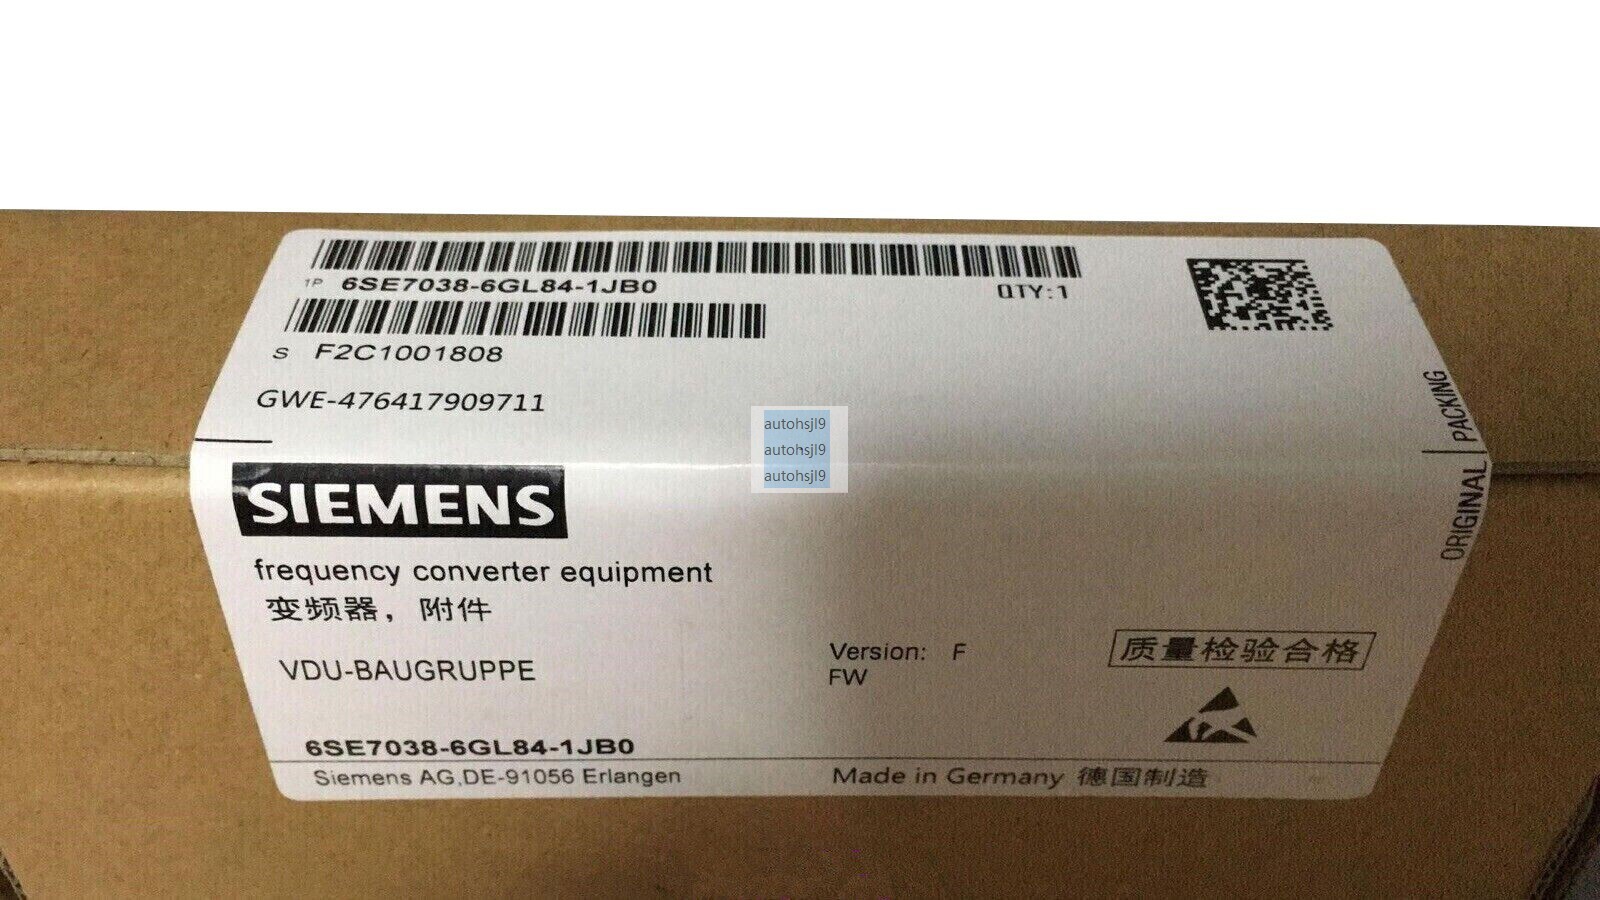 1P 6SE7038-6GL84-1JB0 QTY:1
S F2C1001808
GWE-476417909711
autohsjl9
autohsjl9
autohsjl9
ORIGINAL PACKING
SIEMENS
frequency converter equipment
变频器，附件
VDU-BAUGRUPPE
Version: F
FW
质量检验合格
6SE7038-6GL84-1JB0
Siemens AG,DE-91056 Erlangen
Made in Germany 德国制造